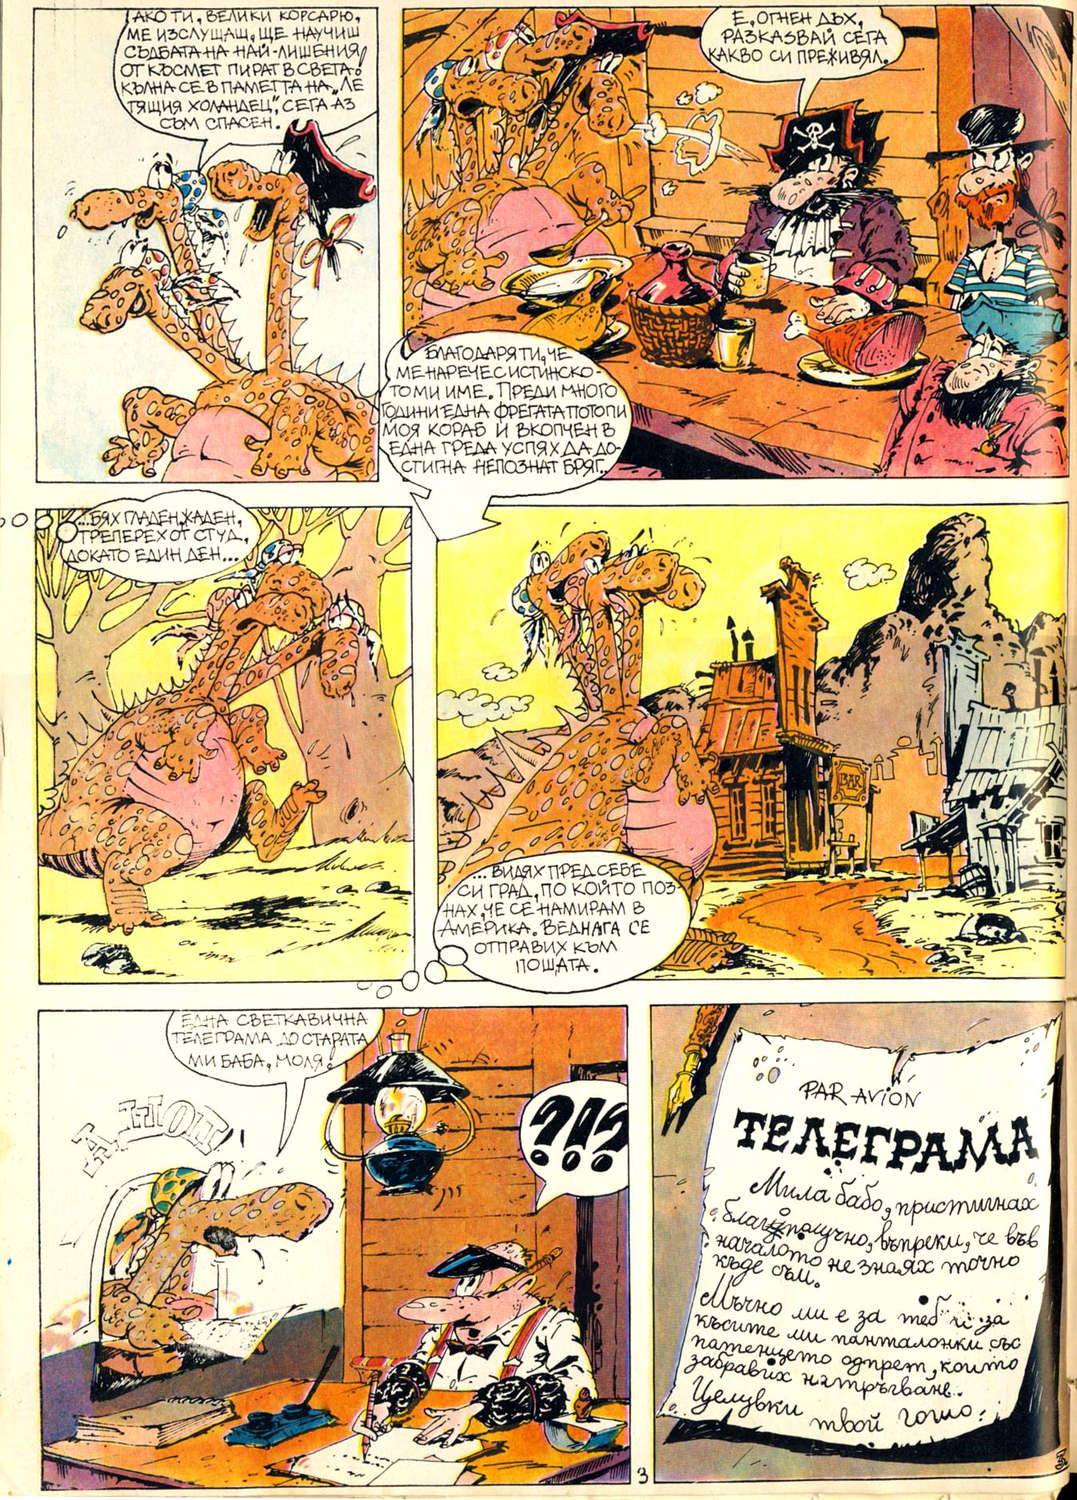 АКО ТИ, ВЕЛИКИ КОРСАРЮ,
МЕ ИЗСЛУШАШ, ЩЕ НАУЧИШ
СЪДБАТА НА НАЙ-ЛИШЕНИЯ
ОТ КЪСМЕТ ПИРАТ В СВЕТА!
КЪЛНА СЕ В ПАМЕТТА НА „ЛЕ
ТЯЩИЯ ХОЛАНДЕЦ“, СЕГА АЗ
СЪМ СПАСЕН.
Е, ОГНЕН ДЪХ,
РАЗКАЗВАЙ СЕГА
КАКВО СИ ПРЕЖИВЯЛ.
БЛАГОДАРЯ ТИ, ЧЕ
МЕ НАРЕЧЕ С ИСТИНСКО-
ТО МИ ИМЕ. ПРЕДИ МНОГО
ГОДИНИ ЕДНА ФРЕГАТА ПОТОПИ
МОЯ КОРАБ И ВКОПЧЕН В
ЕДНА ГРЕДА УСПЯХ ДА ДО-
СТИГНА НЕПОЗНАТ БРЯГ...
...БЯХ ГЛАДЕН, ЖАДЕН,
ТРЕПЕРЕХ ОТ СТУД,
ДОКАТО ЕДИН ДЕН...
BAR
...ВИДЯХ ПРЕД СЕБЕ
СИ ГРАД, ПО КОЙТО ПОЗ-
НАХ, ЧЕ СЕ НАМИРАМ В
АМЕРИКА. ВЕДНАГА СЕ
ОТПРАВИХ КЪМ
ПОЩАТА.
ЕДНА СВЕТКАВИЧНА
ТЕЛЕГРАМА ДО СТАРАТА
МИ БАБА, МОЛЯ!
ПОЩА
?!?
PAR AVION
ТЕЛЕГРАМА
Мила бабо, пристигнах
благополучно, въпреки, че във
началото не знаях точно
къде съм.
Мъчно ми е за теб и за
късите ми панталонки със
патенцето отпред, които
забравих на тръгване..
Целувки
твой Гошо.
3